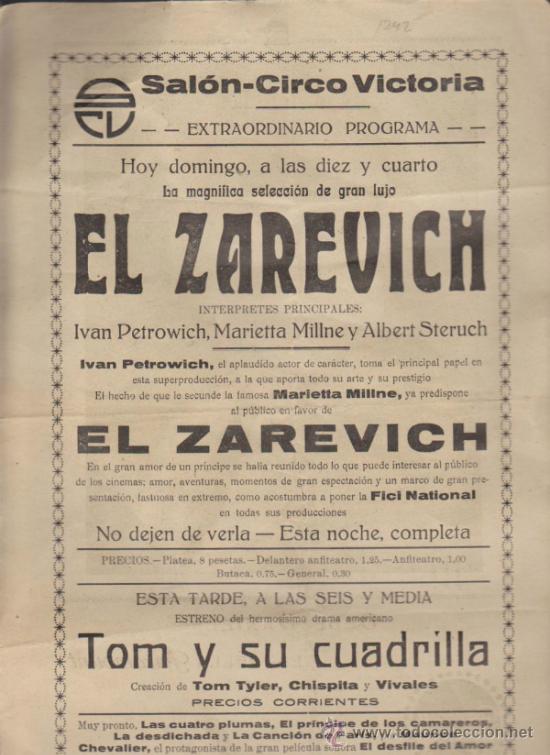 1242
Salón-Circo Victoria
— — EXTRAORDINARIO PROGRAMA — —
Hoy domingo, a las diez y cuarto
La magnífica selección de gran lujo
EL ZAREVICH
INTERPRETES PRINCIPALES:
Ivan Petrowich, Marietta Millne y Albert Steruch
Ivan Petrowich, el aplaudido actor de carácter, toma el principal papel en
esta superproducción, a la que aporta todo su arte y su prestigio
El hecho de que le secunde la famosa Marietta Millne, ya predispone
al público en favor de
EL ZAREVICH
En el gran amor de un príncipe se halla reunido todo lo que puede interesar al público
de los cinemas; amor, aventuras, momentos de gran espectación y un marco de gran pre-
sentación, fastuosa en extremo, como acostumbra a poner la Fici National
en todas sus producciones
No dejen de verla — Esta noche, completa
PRECIOS.—Platea, 8 pesetas.—Delantero anfiteatro, 1,25.—Anfiteatro, 1,00
Butaca, 0,75.—General, 0,30
ESTA TARDE, A LAS SEIS Y MEDIA
ESTRENO del hermosísimo drama americano
Tom y su cuadrilla
Creación de Tom Tyler, Chispita y Vivales
PRECIOS CORRIENTES
Muy pronto, Las cuatro plumas, El príncipe de los camareros,
La desdichada y La Canción de París, por Maurice
Chevalier, el protagonista de la gran película sonora El desfile del Amor
todocoleccion.net